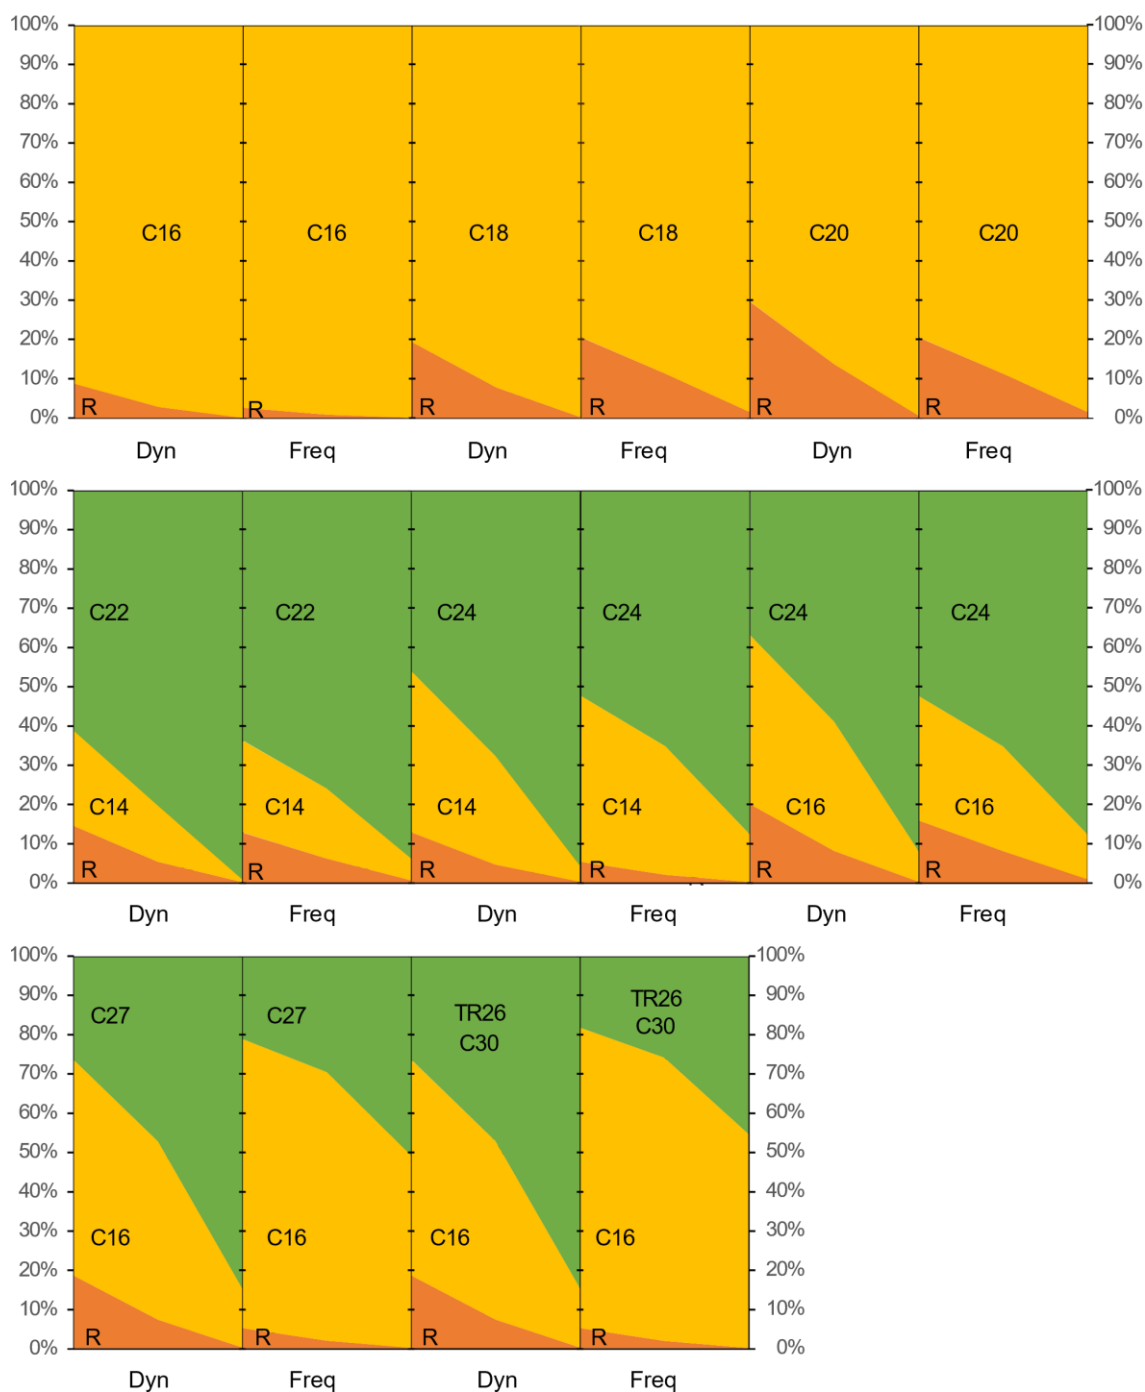 100% 100%
90% 90%
80% 80%
70% 70%
60% 60%
50% C16 C16 C18 C18 C20 C20 50%
40% 40%
30% 30%
20% 20%
10% 10%
0% R R R R R R 0%
Dyn Freq Dyn Freq Dyn Freq
100% 100%
90% 90%
80% 80%
70% C22 C22 C24 C24 C24 C24 70%
60% 60%
50% 50%
40% 40%
30% 30%
20% C14 C14 C14 C14 C16 C16 20%
10% 10%
0% R R R R R R 0%
Dyn Freq Dyn Freq Dyn Freq
100% 100%
90% TR26 TR26 90%
C27 C27 C30 C30
80% 80%
70% 70%
60% 60%
50% 50%
40% 40%
30% C16 C16 C16 C16 30%
20% 20%
10% 10%
0% R R R R 0%
Dyn Freq Dyn Freq